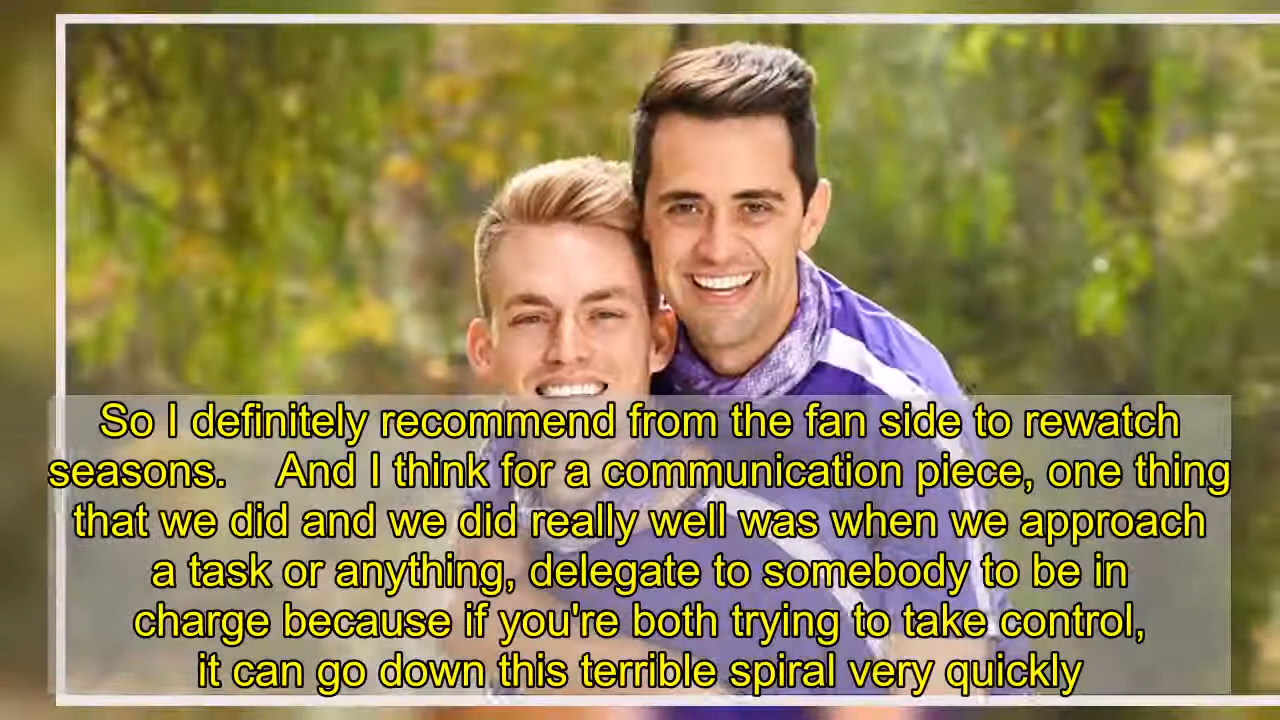 So I definitely recommend from the fan side to rewatch
seasons.    And I think for a communication piece, one thing
that we did and we did really well was when we approach
a task or anything, delegate to somebody to be in
charge because if you're both trying to take control,
it can go down this terrible spiral very quickly